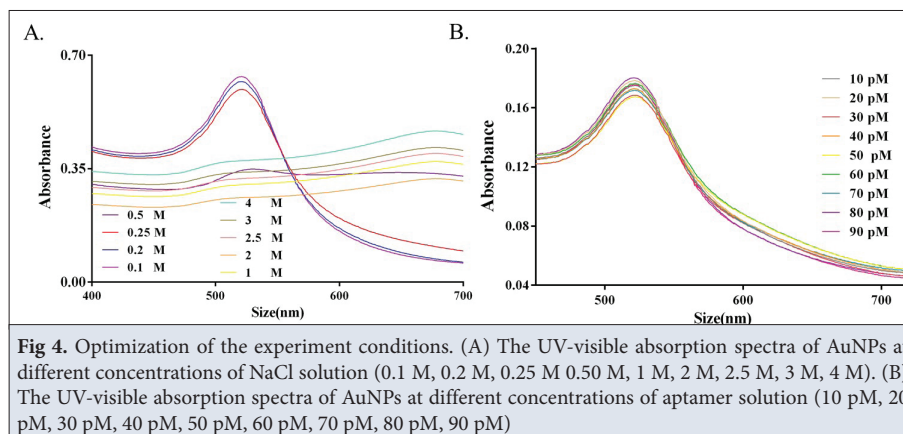 A.
B.
0.70
0.35
0.00
Absorbance
400
500
600
700
Size(nm)
0.5 M
0.25 M
0.2 M
0.1 M
4 M
3 M
2.5 M
2 M
1 M
0.20
0.16
0.12
0.08
0.04
Absorbance
500
600
700
Size(nm)
10 pM
20 pM
30 pM
40 pM
50 pM
60 pM
70 pM
80 pM
90 pM
Fig 4. Optimization of the experiment conditions. (A) The UV-visible absorption spectra of AuNPs a
different concentrations of NaCl solution (0.1 M, 0.2 M, 0.25 M 0.50 M, 1 M, 2 M, 2.5 M, 3 M, 4 M). (B
The UV-visible absorption spectra of AuNPs at different concentrations of aptamer solution (10 pM, 20
pM, 30 pM, 40 pM, 50 pM, 60 pM, 70 pM, 80 pM, 90 pM)